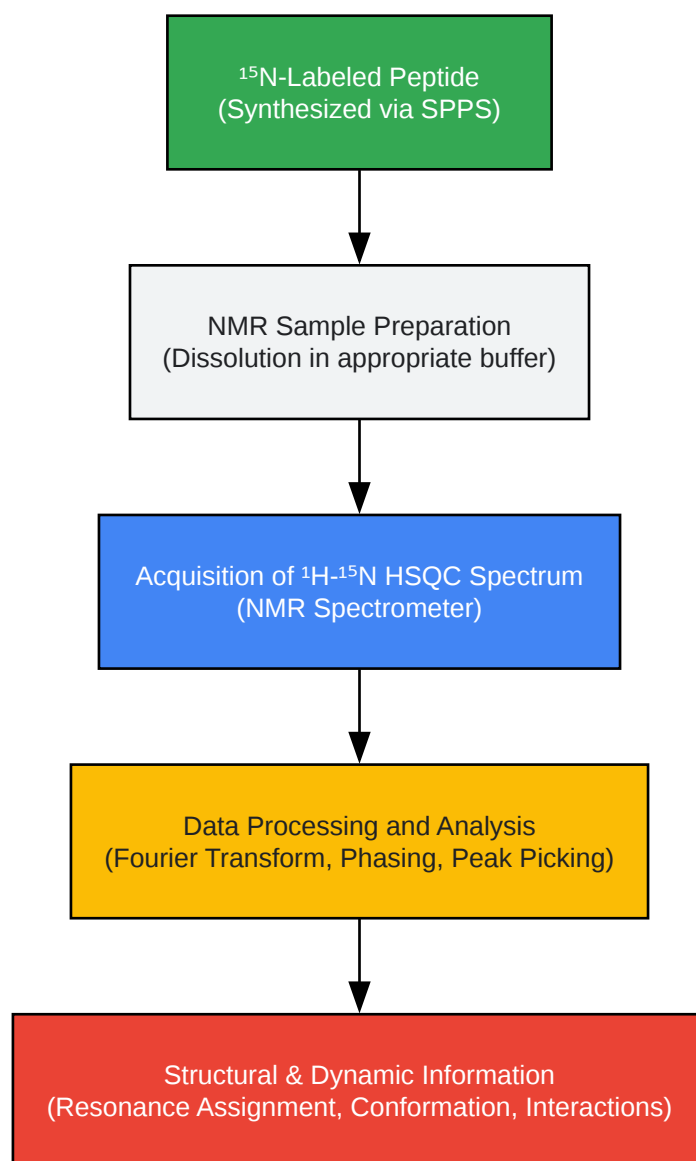 ¹⁵N-Labeled Peptide
(Synthesized via SPPS)
NMR Sample Preparation
(Dissolution in appropriate buffer)
Acquisition of ¹H-¹⁵N HSQC Spectrum
(NMR Spectrometer)
Data Processing and Analysis
(Fourier Transform, Phasing, Peak Picking)
Structural & Dynamic Information
(Resonance Assignment, Conformation, Interactions)